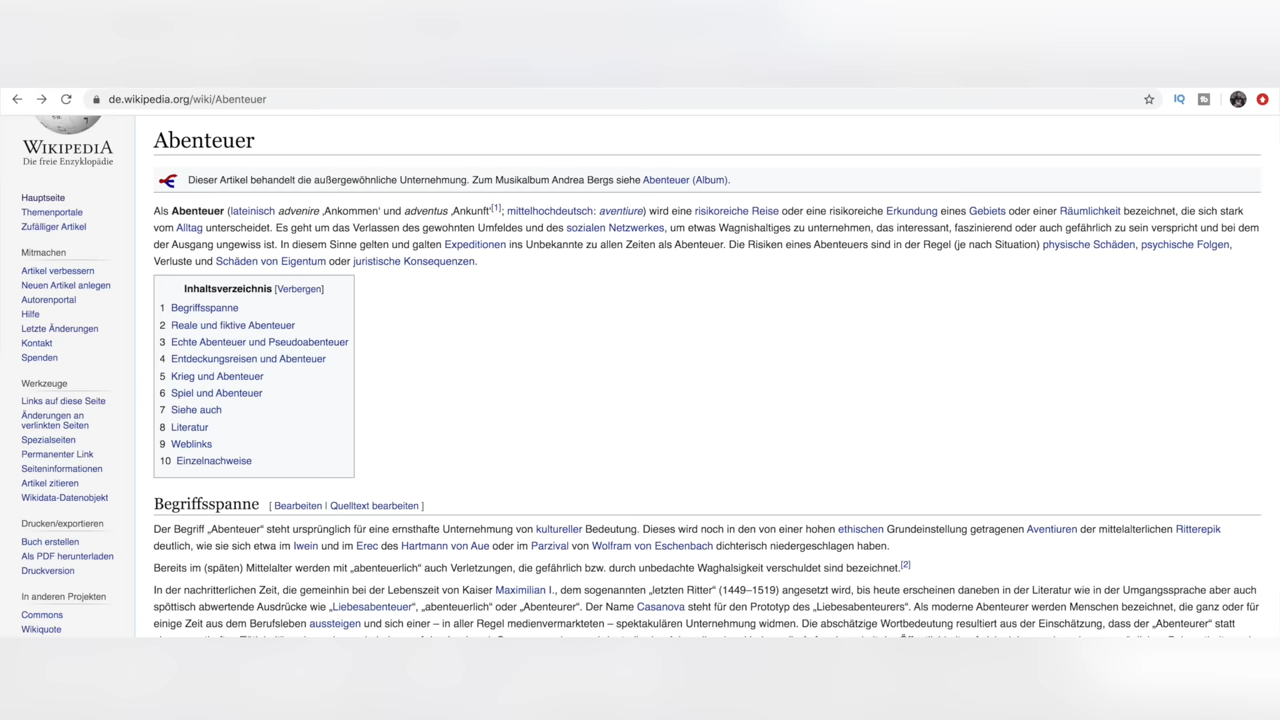 de.wikipedia.org/wiki/Abenteuer
IQ
WIKIPEDIA
Die freie Enzyklopädie
Hauptseite
Themenportale
Zufälliger Artikel
Mitmachen
Artikel verbessern
Neuen Artikel anlegen
Autorenportal
Hilfe
Letzte Änderungen
Kontakt
Spenden
Werkzeuge
Links auf diese Seite
Änderungen an
verlinkten Seiten
Spezialseiten
Permanenter Link
Seiteninformationen
Artikel zitieren
Wikidata-Datenobjekt
Drucken/exportieren
Buch erstellen
Als PDF herunterladen
Druckversion
In anderen Projekten
Commons
Wikiquote
Abenteuer
Dieser Artikel behandelt die außergewöhnliche Unternehmung. Zum Musikalbum Andrea Bergs siehe Abenteuer (Album).
Als Abenteuer (lateinisch advenire ‚Ankommen‘ und adventus ‚Ankunft‘[1]; mittelhochdeutsch: aventiure) wird eine risikoreiche Reise oder eine risikoreiche Erkundung eines Gebiets oder einer Räumlichkeit bezeichnet, die sich stark
vom Alltag unterscheidet. Es geht um das Verlassen des gewohnten Umfeldes und des sozialen Netzwerkes, um etwas Wagnishaltiges zu unternehmen, das interessant, faszinierend oder auch gefährlich zu sein verspricht und bei dem
der Ausgang ungewiss ist. In diesem Sinne gelten und galten Expeditionen ins Unbekannte zu allen Zeiten als Abenteuer. Die Risiken eines Abenteuers sind in der Regel (je nach Situation) physische Schäden, psychische Folgen,
Verluste und Schäden von Eigentum oder juristische Konsequenzen.
Inhaltsverzeichnis [Verbergen]
1 Begriffsspanne
2 Reale und fiktive Abenteuer
3 Echte Abenteuer und Pseudoabenteuer
4 Entdeckungsreisen und Abenteuer
5 Krieg und Abenteuer
6 Spiel und Abenteuer
7 Siehe auch
8 Literatur
9 Weblinks
10 Einzelnachweise
Begriffsspanne [ Bearbeiten | Quelltext bearbeiten ]
Der Begriff „Abenteuer“ steht ursprünglich für eine ernsthafte Unternehmung von kultureller Bedeutung. Dieses wird noch in den von einer hohen ethischen Grundeinstellung getragenen Aventiuren der mittelalterlichen Ritterepik
deutlich, wie sie sich etwa im Iwein und im Erec des Hartmann von Aue oder im Parzival von Wolfram von Eschenbach dichterisch niedergeschlagen haben.
Bereits im (späten) Mittelalter werden mit „abenteuerlich“ auch Verletzungen, die gefährlich bzw. durch unbedachte Waghalsigkeit verschuldet sind bezeichnet.[2]
In der nachritterlichen Zeit, die gemeinhin bei der Lebenszeit von Kaiser Maximilian I., dem sogenannten „letzten Ritter“ (1449–1519) angesetzt wird, bis heute erscheinen daneben in der Literatur wie in der Umgangssprache aber auch
spöttisch abwertende Ausdrücke wie „Liebesabenteuer“, „abenteuerlich“ oder „Abenteurer“. Der Name Casanova steht für den Prototyp des „Liebesabenteurers“. Als moderne Abenteurer werden Menschen bezeichnet, die ganz oder für
einige Zeit aus dem Berufsleben aussteigen und sich einer – in aller Regel medienvermarkteten – spektakulären Unternehmung widmen. Die abschätzige Wortbedeutung resultiert aus der Einschätzung, dass der „Abenteurer“ statt